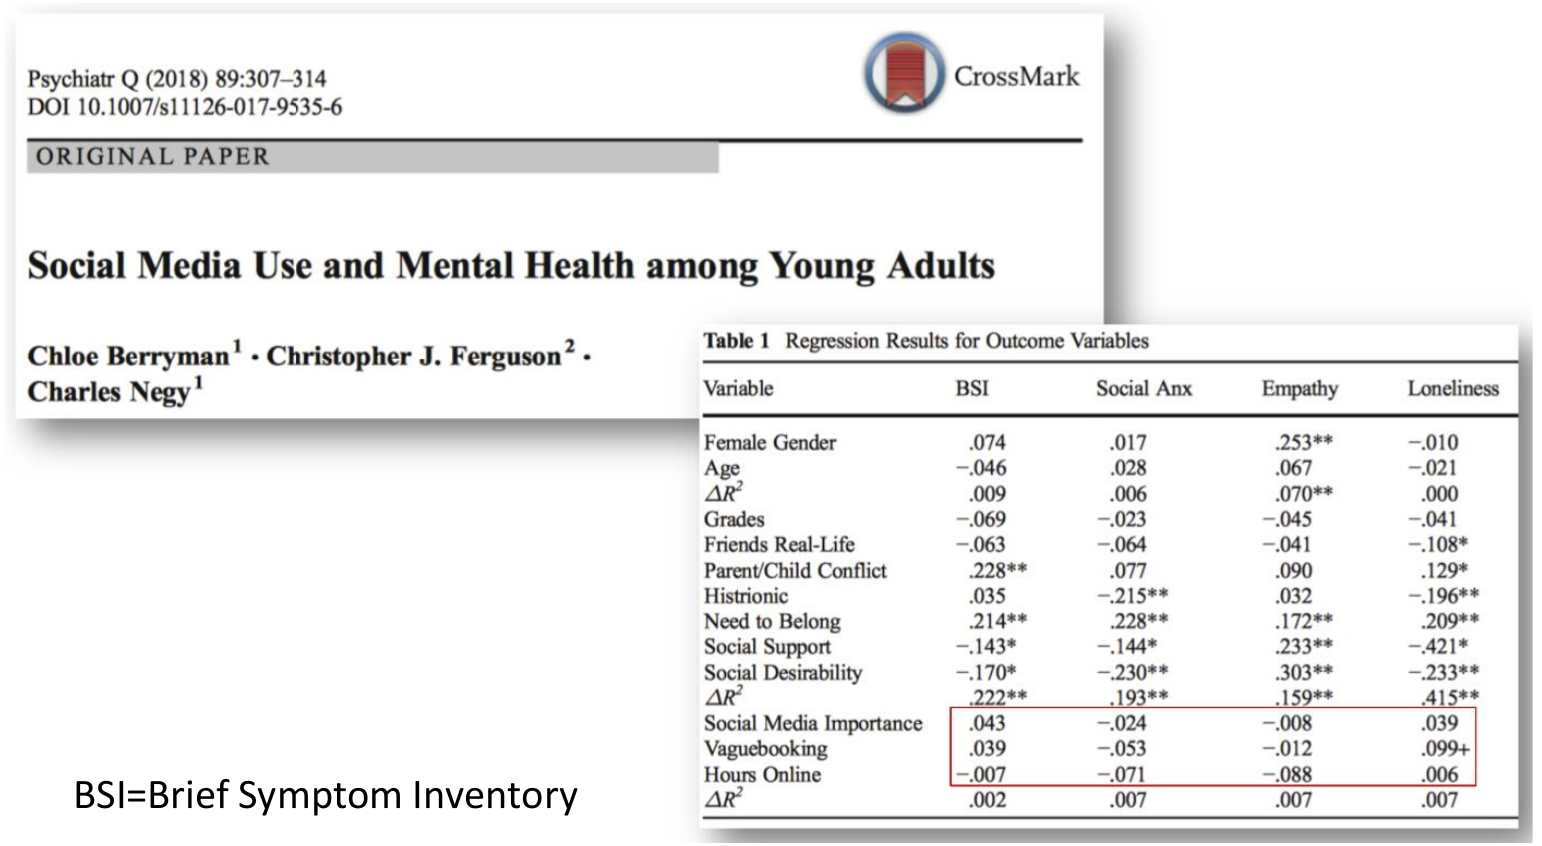 Psychiatr Q (2018) 89:307–314
DOI 10.1007/s11126-017-9535-6
CrossMark
ORIGINAL PAPER
Social Media Use and Mental Health among Young Adults
Chloe Berryman1 · Christopher J. Ferguson2 ·
Charles Negy1
Table 1 Regression Results for Outcome Variables
Variable BSI Social Anx Empathy Loneliness
Female Gender .074 .017 .253** −.010
Age −.046 .028 .067 −.021
ΔR2 .009 .006 .070** .000
Grades −.069 −.023 −.045 −.041
Friends Real-Life −.063 −.064 −.041 −.108*
Parent/Child Conflict .228** .077 .090 .129*
Histrionic .035 −.215** .032 −.196**
Need to Belong .214** .228** .172** .209**
Social Support −.143* −.144* .233** −.421*
Social Desirability −.170* −.230** .303** −.233**
ΔR2 .222** .193** .159** .415**
Social Media Importance .043 −.024 −.008 .039
Vaguebooking .039 −.053 −.012 .099+
Hours Online −.007 −.071 −.088 .006
ΔR2 .002 .007 .007 .007
BSI=Brief Symptom Inventory